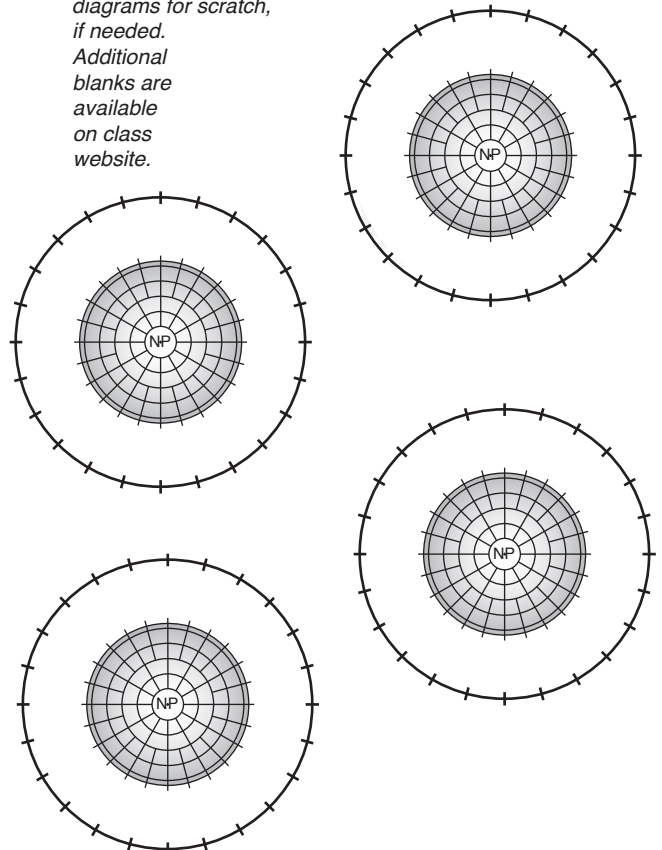 diagrams for scratch,
if needed.
Additional
blanks are
available
on class
website.
NP
NP
NP
NP